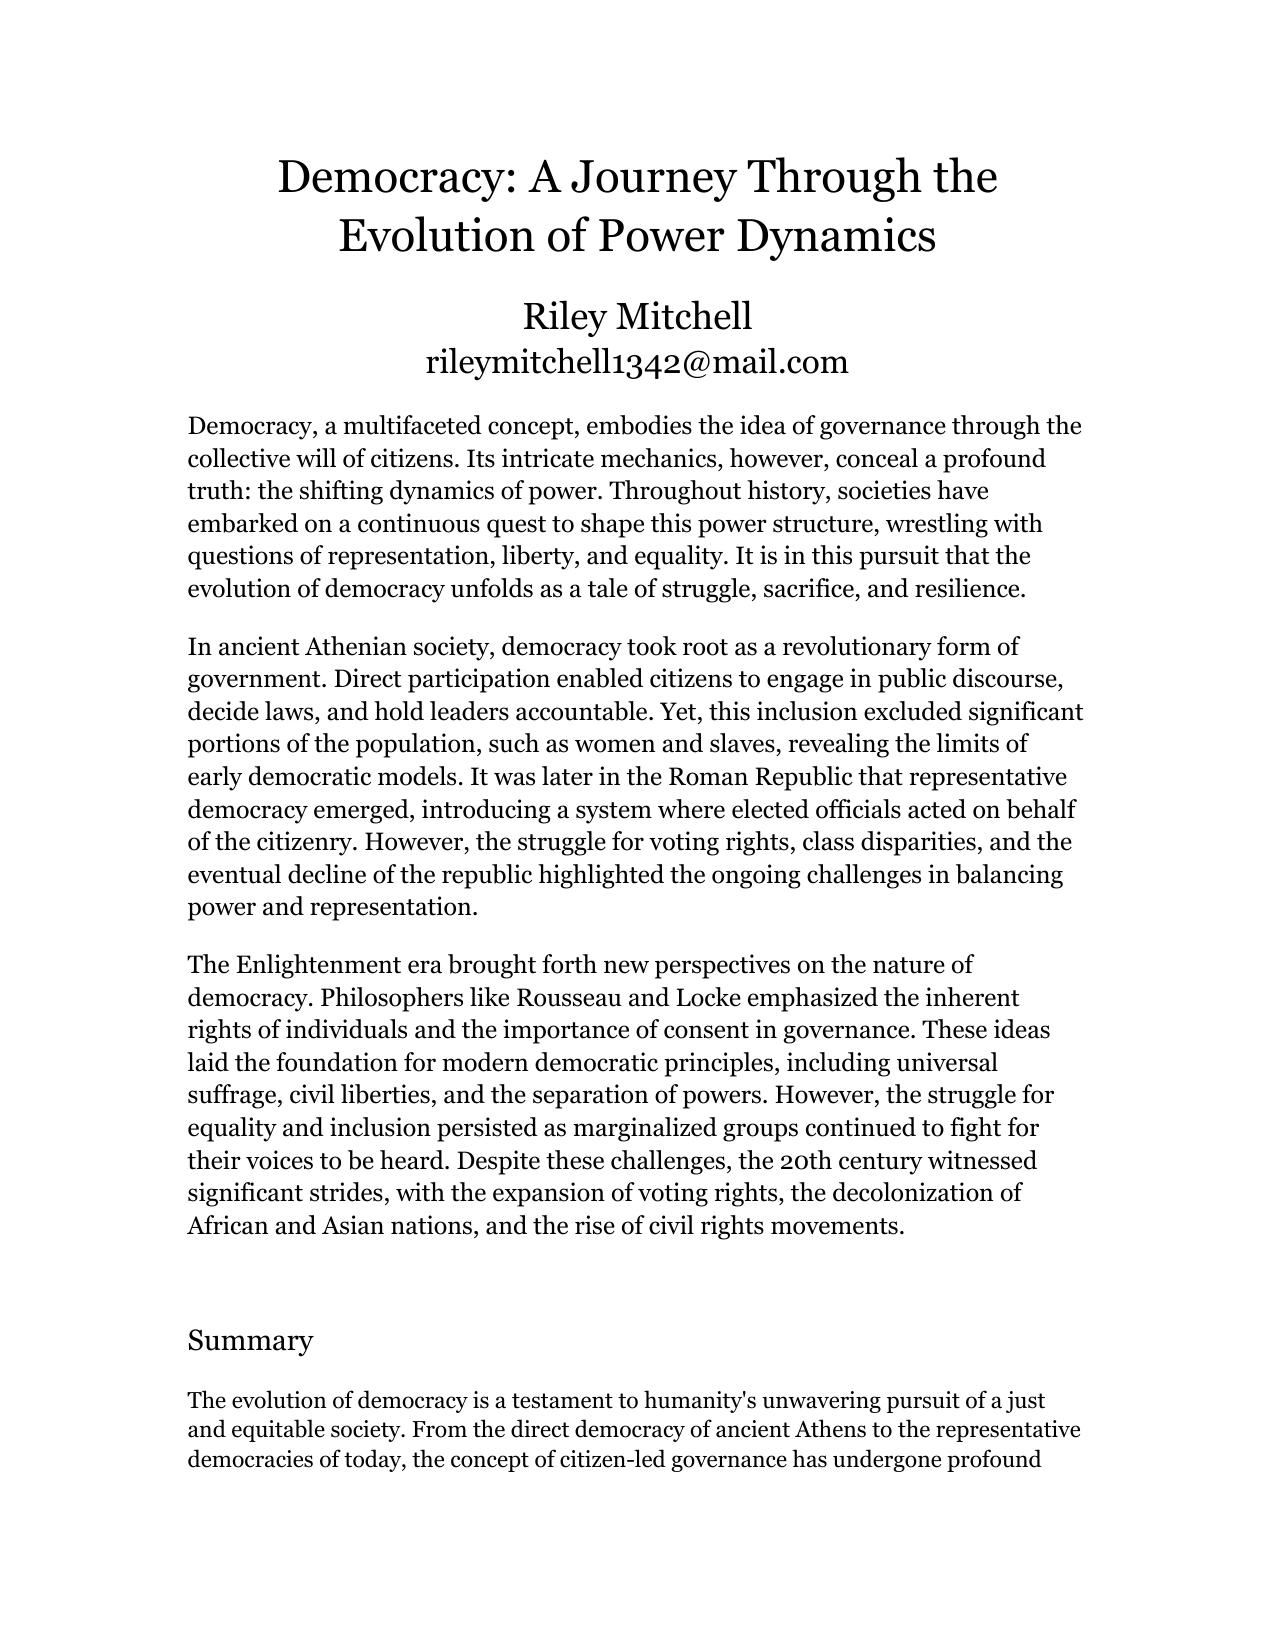 Democracy: A Journey Through the
Evolution of Power Dynamics
Riley Mitchell
rileymitchell1342@mail.com
Democracy, a multifaceted concept, embodies the idea of governance through the
collective will of citizens. Its intricate mechanics, however, conceal a profound
truth: the shifting dynamics of power. Throughout history, societies have
embarked on a continuous quest to shape this power structure, wrestling with
questions of representation, liberty, and equality. It is in this pursuit that the
evolution of democracy unfolds as a tale of struggle, sacrifice, and resilience.
In ancient Athenian society, democracy took root as a revolutionary form of
government. Direct participation enabled citizens to engage in public discourse,
decide laws, and hold leaders accountable. Yet, this inclusion excluded significant
portions of the population, such as women and slaves, revealing the limits of
early democratic models. It was later in the Roman Republic that representative
democracy emerged, introducing a system where elected officials acted on behalf
of the citizenry. However, the struggle for voting rights, class disparities, and the
eventual decline of the republic highlighted the ongoing challenges in balancing
power and representation.
The Enlightenment era brought forth new perspectives on the nature of
democracy. Philosophers like Rousseau and Locke emphasized the inherent
rights of individuals and the importance of consent in governance. These ideas
laid the foundation for modern democratic principles, including universal
suffrage, civil liberties, and the separation of powers. However, the struggle for
equality and inclusion persisted as marginalized groups continued to fight for
their voices to be heard. Despite these challenges, the 20th century witnessed
significant strides, with the expansion of voting rights, the decolonization of
African and Asian nations, and the rise of civil rights movements.
Summary
The evolution of democracy is a testament to humanity's unwavering pursuit of a just
and equitable society. From the direct democracy of ancient Athens to the representative
democracies of today, the concept of citizen-led governance has undergone profound